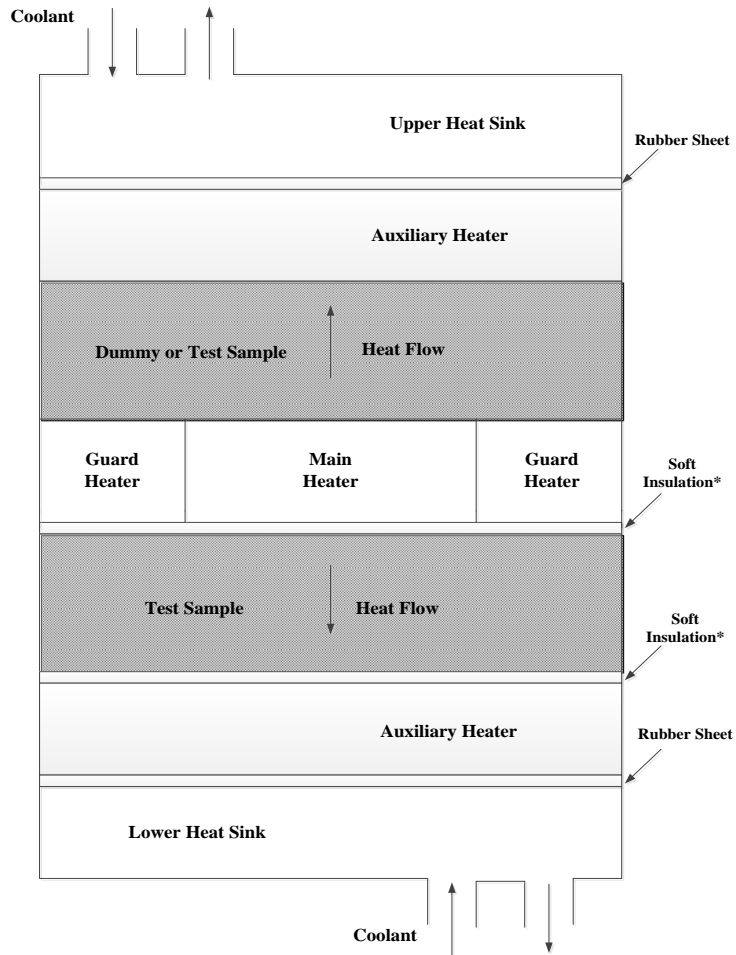 Coolant
Upper Heat Sink
Rubber Sheet
Auxiliary Heater
Dummy or Test Sample
Heat Flow
Guard
Heater
Main
Heater
Guard
Heater
Soft
Insulation*
Test Sample
Heat Flow
Soft
Insulation*
Auxiliary Heater
Rubber Sheet
Lower Heat Sink
Coolant